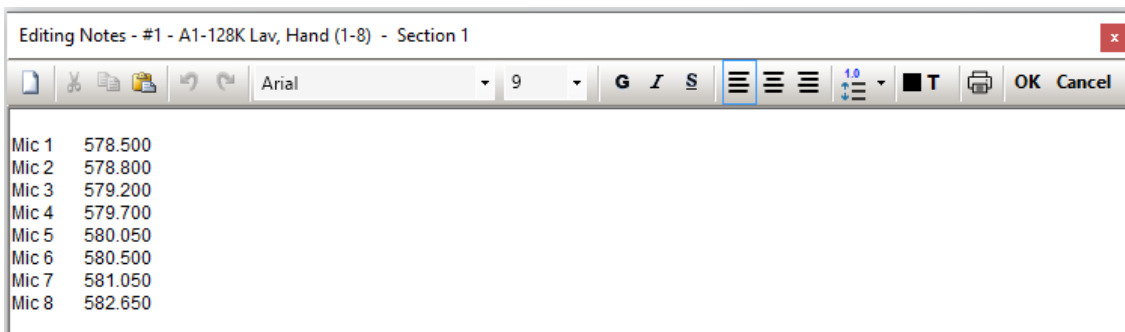 Editing Notes - #1 - A1-128K Lav, Hand (1-8) - Section 1 x
Arial 9 G I S 1.0 T OK Cancel
Mic 1 578.500
Mic 2 578.800
Mic 3 579.200
Mic 4 579.700
Mic 5 580.050
Mic 6 580.500
Mic 7 581.050
Mic 8 582.650